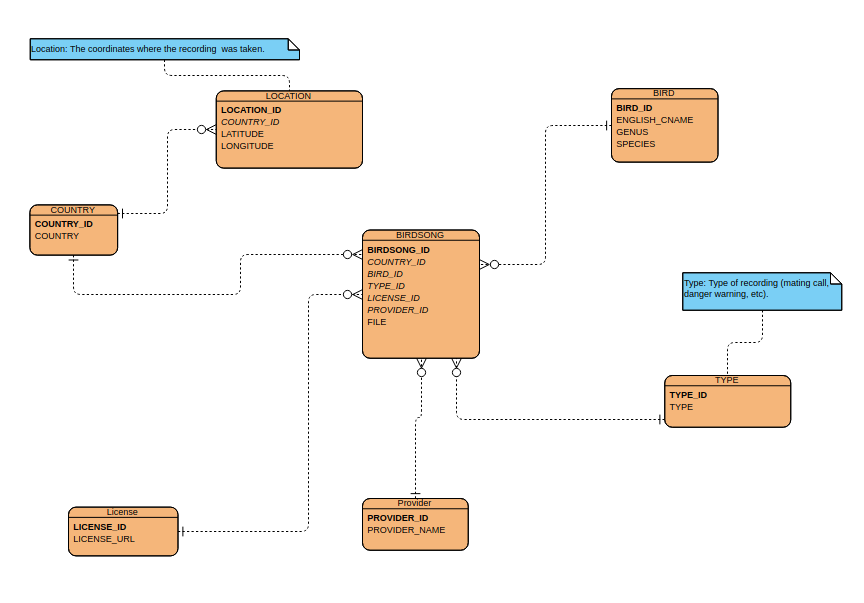 Location: The coordinates where the recording  was taken.
LOCATION
LOCATION_ID
COUNTRY_ID
LATITUDE
LONGITUDE
BIRD
BIRD_ID
ENGLISH_CNAME
GENUS
SPECIES
COUNTRY
COUNTRY_ID
COUNTRY
BIRDSONG
BIRDSONG_ID
COUNTRY_ID
BIRD_ID
TYPE_ID
LICENSE_ID
PROVIDER_ID
FILE
Type: Type of recording (mating call,
danger warning, etc).
TYPE
TYPE_ID
TYPE
License
LICENSE_ID
LICENSE_URL
Provider
PROVIDER_ID
PROVIDER_NAME